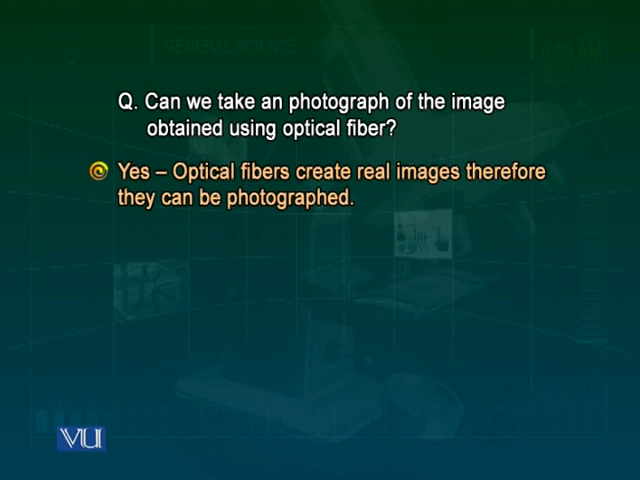 GENERAL SCIENCE
Q. Can we take an photograph of the image
obtained using optical fiber?
Yes – Optical fibers create real images therefore
they can be photographed.
VU